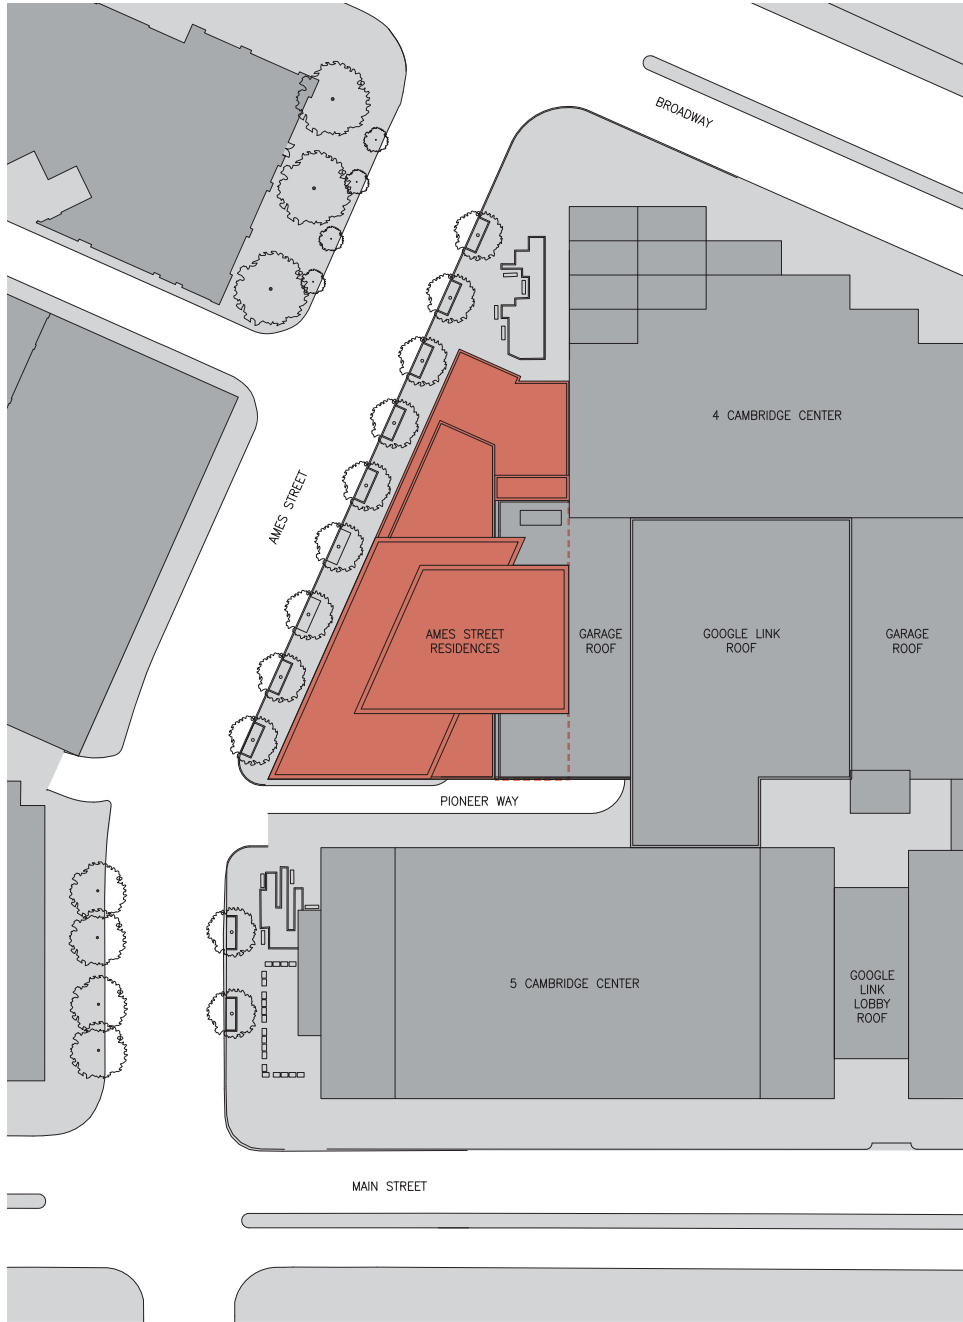 BROADWAY
4 CAMBRIDGE CENTER
AMES STREET
AMES STREET
RESIDENCES
GARAGE
ROOF
GOOGLE LINK
ROOF
GARAGE
ROOF
PIONEER WAY
5 CAMBRIDGE CENTER
GOOGLE
LINK
LOBBY
ROOF
MAIN STREET